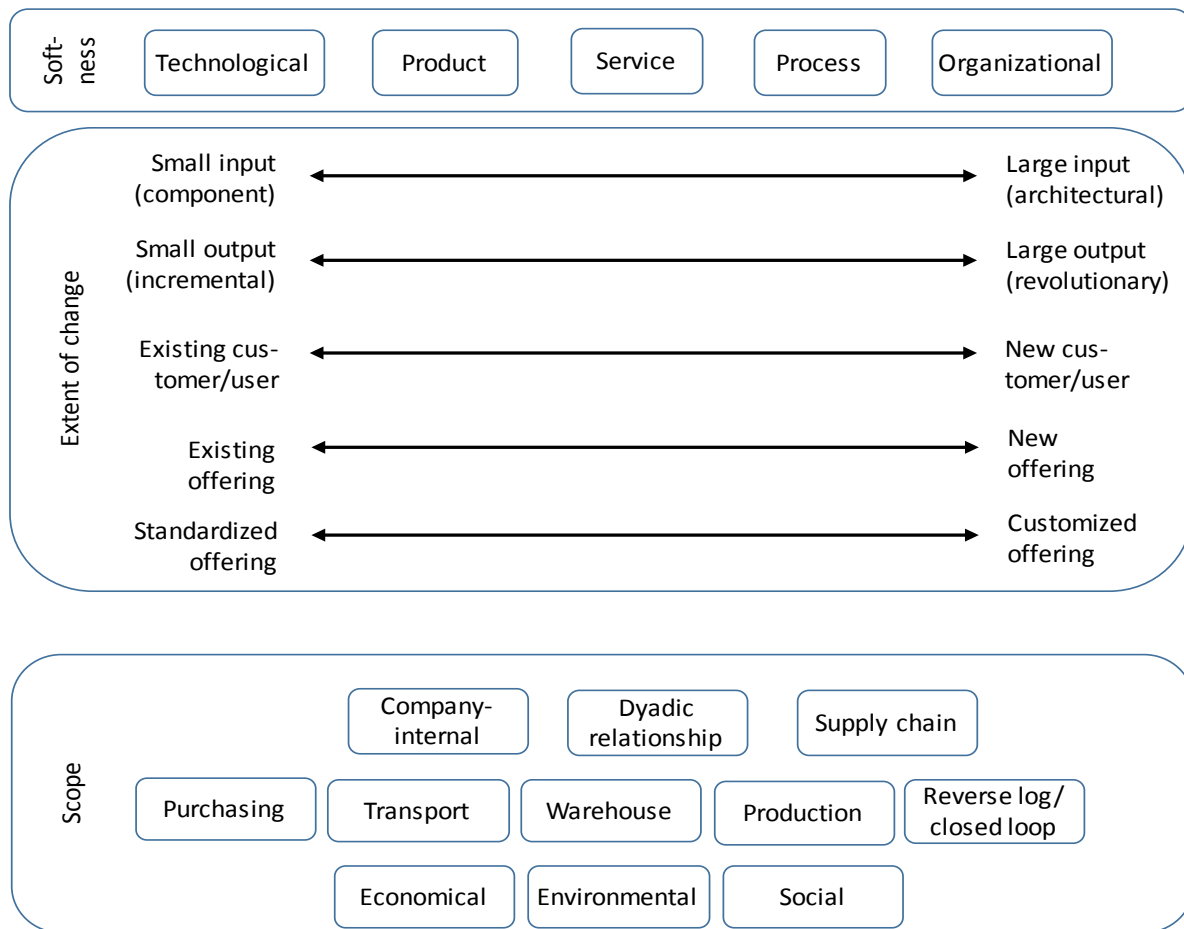 Soft-
ness
Technological
Product
Service
Process
Organizational
Extent of change
Small input
(component)
Large input
(architectural)
Small output
(incremental)
Large output
(revolutionary)
Existing cus-
tomer/user
New cus-
tomer/user
Existing
offering
New
offering
Standardized
offering
Customized
offering
Scope
Company-
internal
Dyadic
relationship
Supply chain
Purchasing
Transport
Warehouse
Production
Reverse log/
closed loop
Economical
Environmental
Social